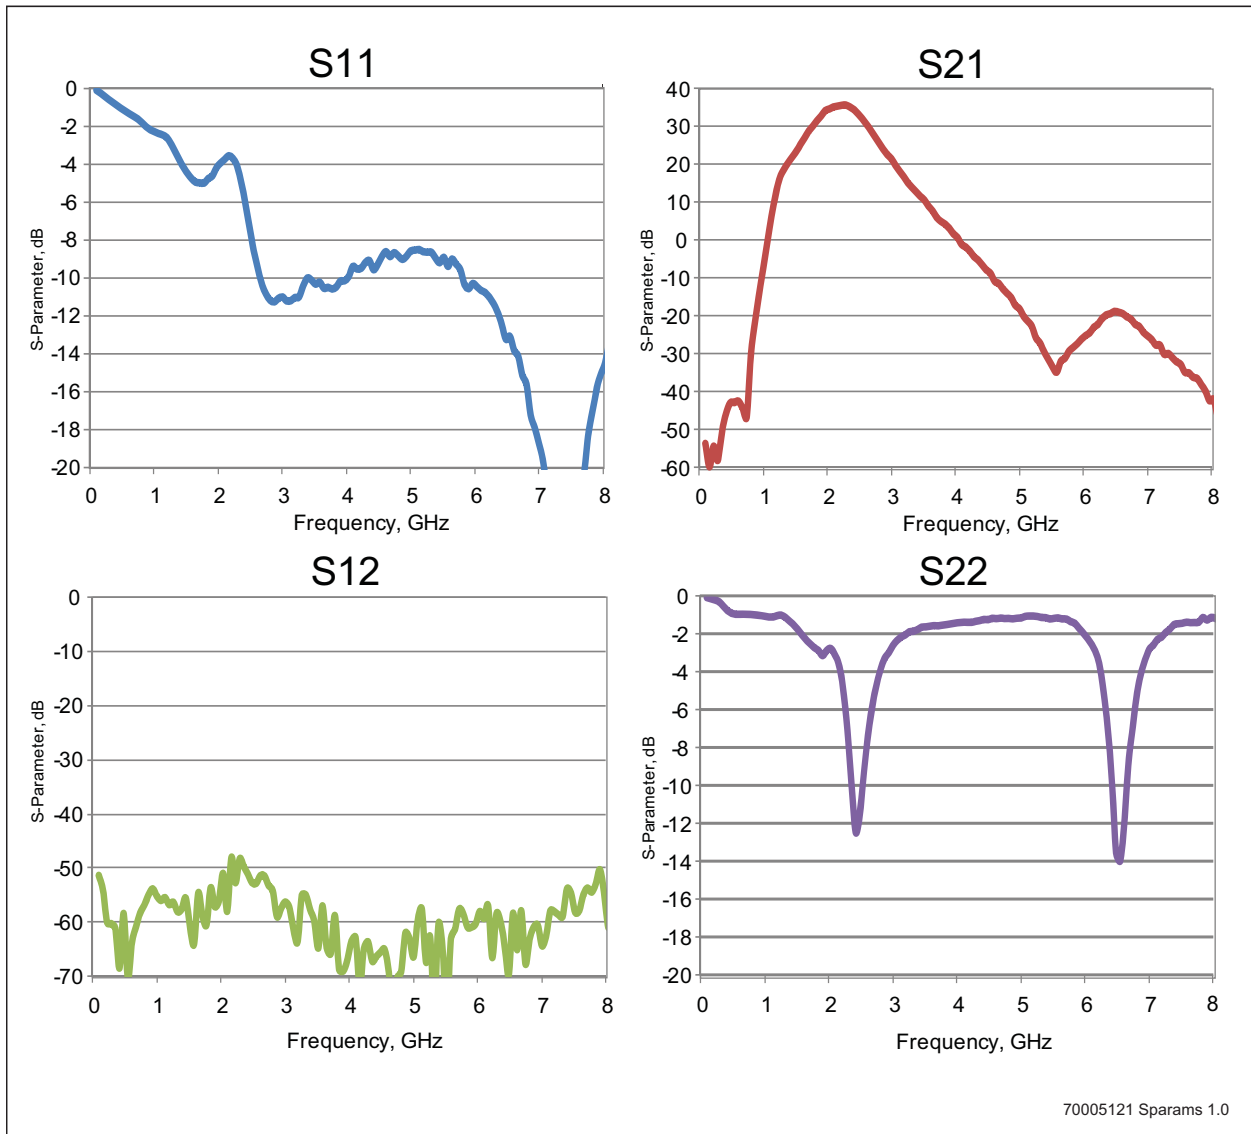 S11
S-Parameter, dB
0
-2
-4
-6
-8
-10
-12
-14
-16
-18
-20
0 1 2 3 4 5 6 7 8
Frequency, GHz
S21
S-Parameter, dB
40
30
20
10
0
-10
-20
-30
-40
-50
-60
0 1 2 3 4 5 6 7 8
Frequency, GHz
S12
S-Parameter, dB
0
-10
-20
-30
-40
-50
-60
-70
0 1 2 3 4 5 6 7 8
Frequency, GHz
S22
S-Parameter, dB
0
-2
-4
-6
-8
-10
-12
-14
-16
-18
-20
0 1 2 3 4 5 6 7 8
Frequency, GHz
70005121 Sparams 1.0